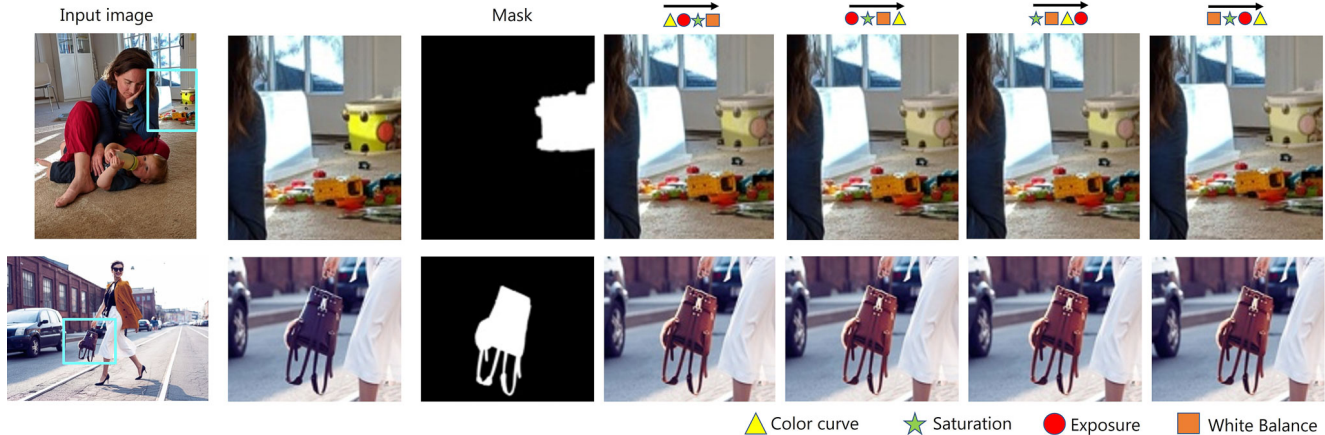 Input image
Mask
Color curve
Saturation
Exposure
White Balance